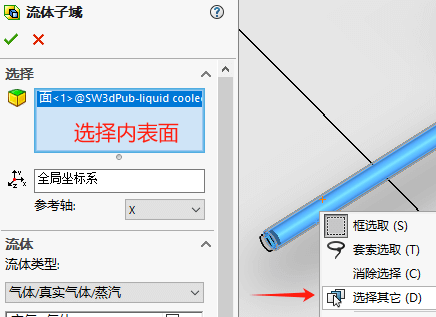 流体子域
选择
面<1>@SW3dPub-liquid coole
选择内表面
全局坐标系
参考轴:
X
流体
流体类型:
气体/真实气体/蒸汽
框选取 (S)
套索选取 (T)
消除选择 (C)
选择其它 (D)